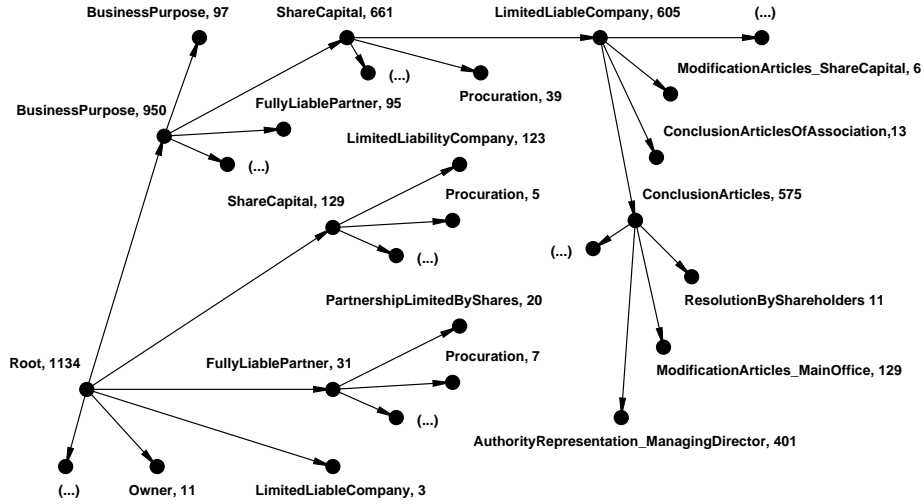 BusinessPurpose, 97
ShareCapital, 661
LimitedLiableCompany, 605
(...)
ModificationArticles_ShareCapital, 6
(...)
Procuration, 39
BusinessPurpose, 950
FullyLiablePartner, 95
ConclusionArticlesOfAssociation,13
LimitedLiabilityCompany, 123
(...)
ShareCapital, 129
Procuration, 5
ConclusionArticles, 575
(...)
(...)
PartnershipLimitedByShares, 20
ResolutionByShareholders 11
Root, 1134
FullyLiablePartner, 31
Procuration, 7
ModificationArticles_MainOffice, 129
(...)
AuthorityRepresentation_ManagingDirector, 401
(...)
Owner, 11
LimitedLiableCompany, 3